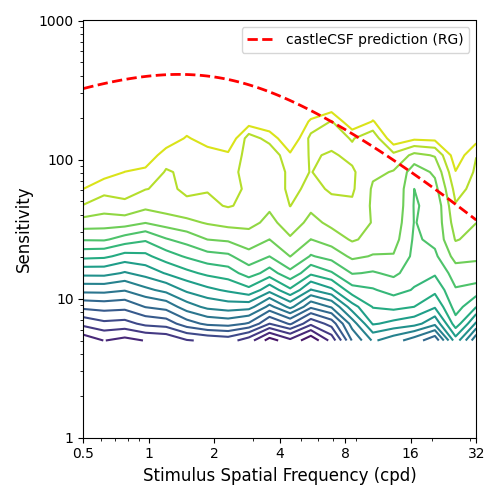 1000
castleCSF prediction (RG)
100
10
1
Sensitivity
0.5 1 2 4 8 16 32
Stimulus Spatial Frequency (cpd)